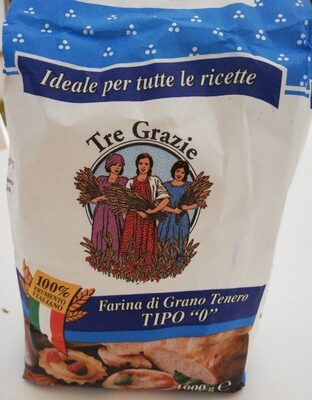 Ideale per tutte le ricette
Tre Grazie
100%
FRUMENTO
ITALIANO
Farina di Grano Tenero
TIPO "0"
1000 g e